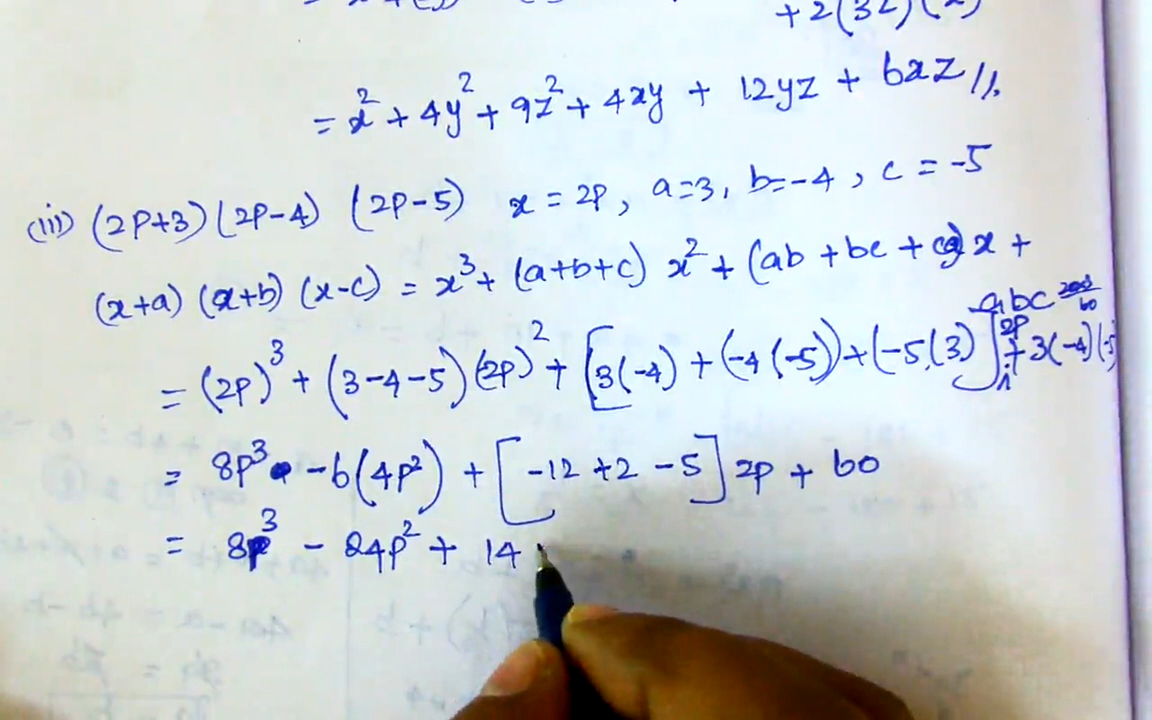 +2(3z)(x)
= x² + 4y² + 9z² + 4xy + 12yz + 6xz //.
(iii) (2P+3)(2P-4) (2P-5) x = 2P, a=3, b=-4, c = -5
(x+a) (x+b) (x-c) = x³ + (a+b+c) x² + (ab + bc + ca) x +
abc
= (2p)³ + (3-4-5) (2p)² + [3(-4) + (-4(-5)) + (-5(3)] 2p + 3(-4)(-5)
= 8p³ - 6(4p²) + [-12 +2 -5] 2p + 60
= 8p³ - 24p² + 14